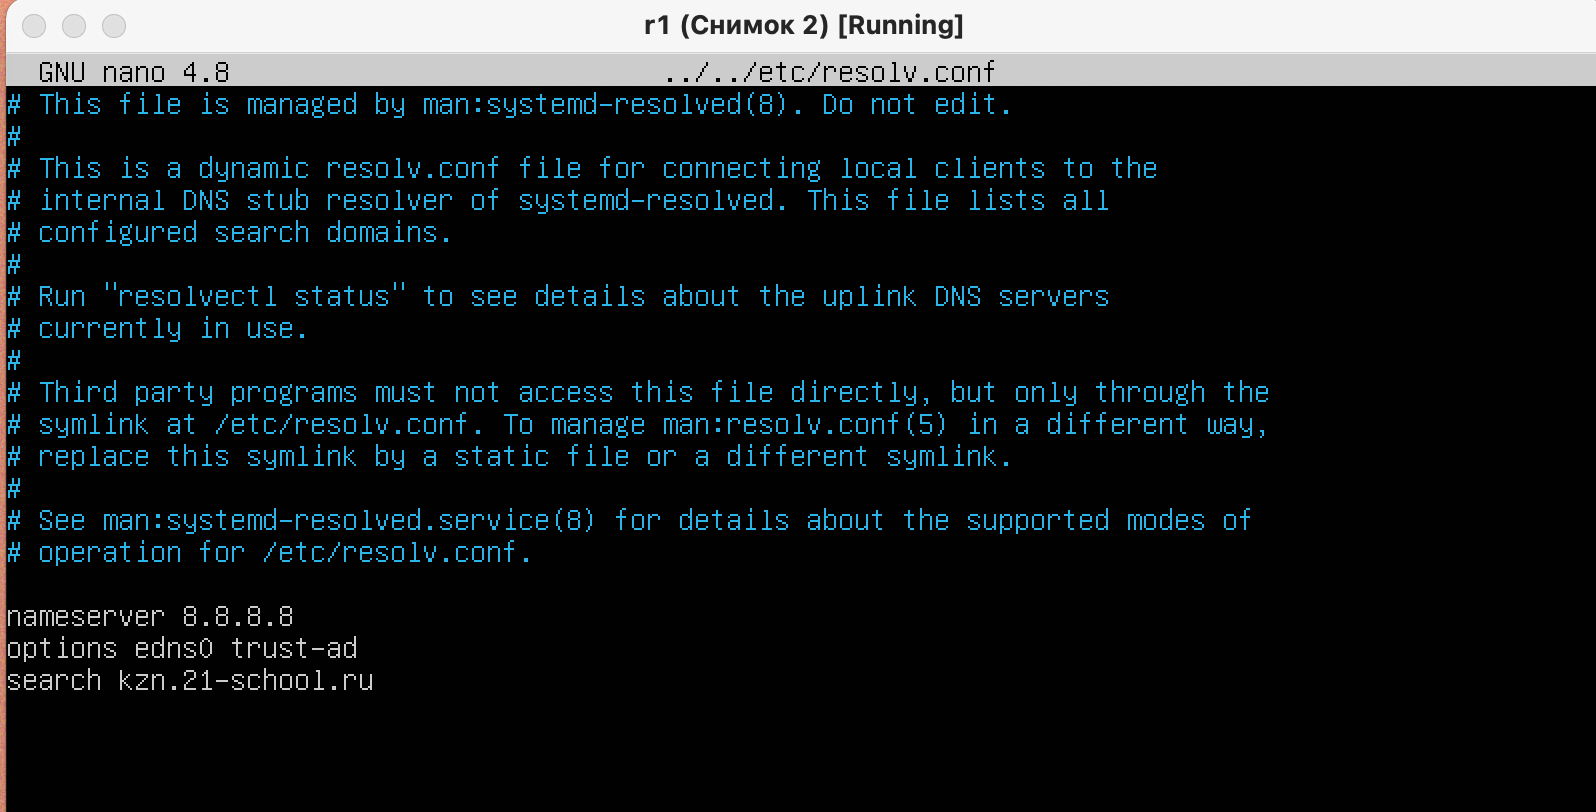 r1 (Снимок 2) [Running]
GNU nano 4.8 ../../etc/resolv.conf
# This file is managed by man:systemd-resolved(8). Do not edit.
#
# This is a dynamic resolv.conf file for connecting local clients to the
# internal DNS stub resolver of systemd-resolved. This file lists all
# configured search domains.
#
# Run "resolvectl status" to see details about the uplink DNS servers
# currently in use.
#
# Third party programs must not access this file directly, but only through the
# symlink at /etc/resolv.conf. To manage man:resolv.conf(5) in a different way,
# replace this symlink by a static file or a different symlink.
#
# See man:systemd-resolved.service(8) for details about the supported modes of
# operation for /etc/resolv.conf.
nameserver 8.8.8.8
options edns0 trust-ad
search kzn.21-school.ru